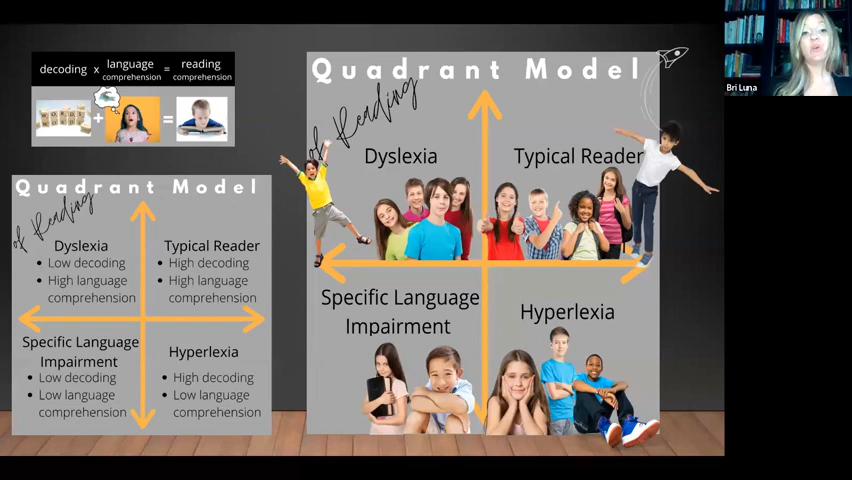 decoding x language comprehension = reading comprehension
+ =
Quadrant Model
of Reading
Dyslexia
• Low decoding
• High language
comprehension
Typical Reader
• High decoding
• High language
comprehension
Specific Language
Impairment
• Low decoding
• Low language
comprehension
Hyperlexia
• High decoding
• Low language
comprehension
Quadrant Model
of Reading
Dyslexia
Typical Reader
Specific Language
Impairment
Hyperlexia
Bri Luna